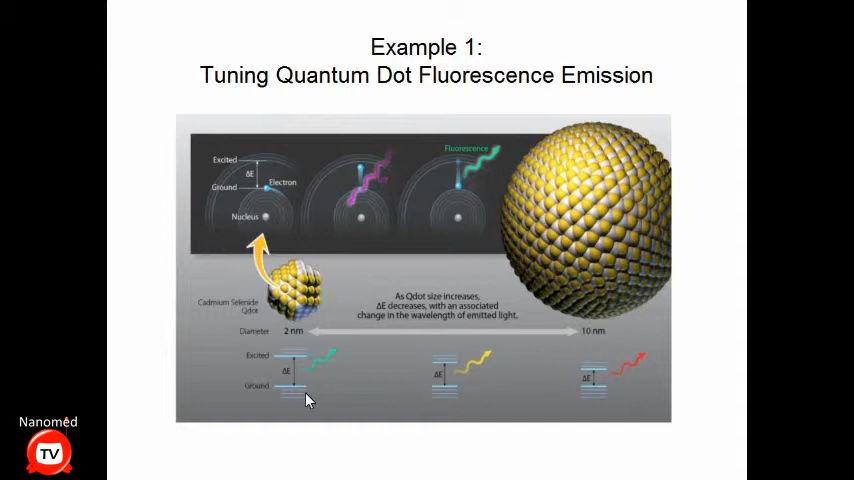 Example 1:
Tuning Quantum Dot Fluorescence Emission
Fluorescence
Excited
ΔE
Electron
Ground
Nucleus
Cadmium Selenide
Qdot
As Qdot size increases,
ΔE decreases, with an associated
change in the wavelength of emitted light.
Diameter 2 nm 10 nm
Excited
ΔE ΔE ΔE
Ground
Nanomed
TV